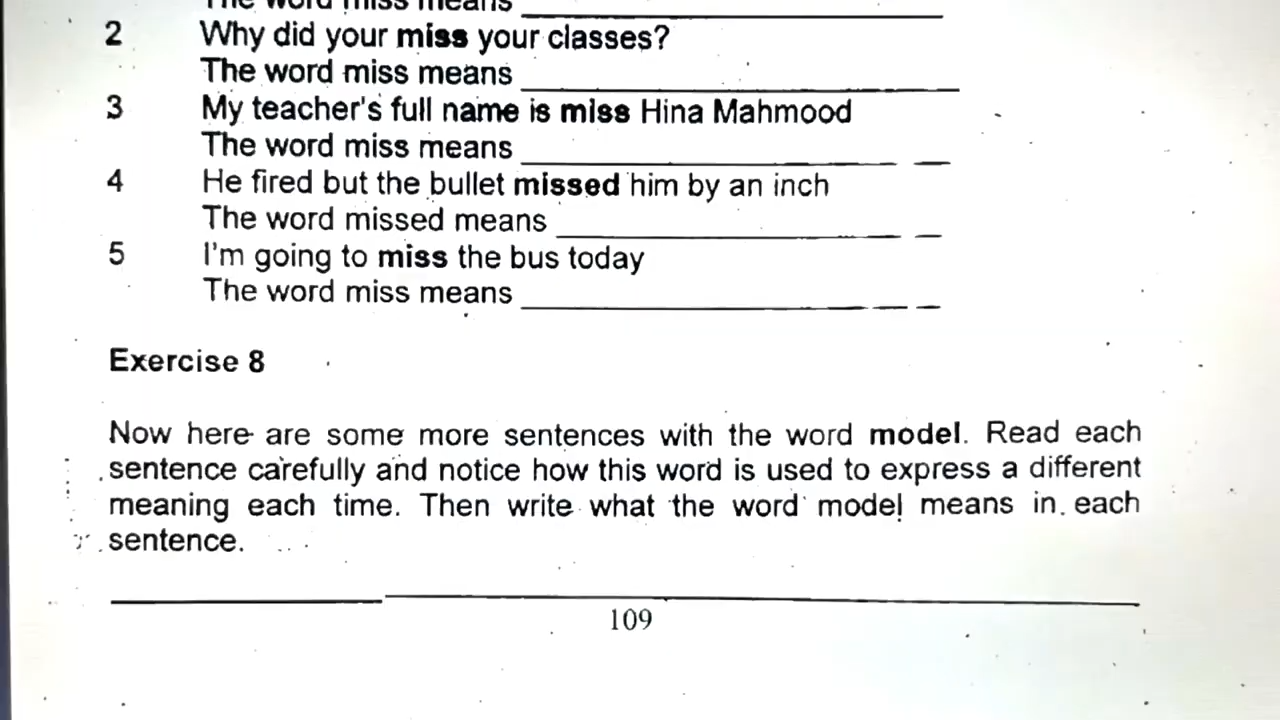 The word miss means
2 Why did your miss your classes?
The word miss means
3 My teacher's full name is miss Hina Mahmood
The word miss means
4 He fired but the bullet missed him by an inch
The word missed means
5 I'm going to miss the bus today
The word miss means
Exercise 8
Now here are some more sentences with the word model. Read each
sentence carefully and notice how this word is used to express a different
meaning each time. Then write what the word model means in each
sentence.
109